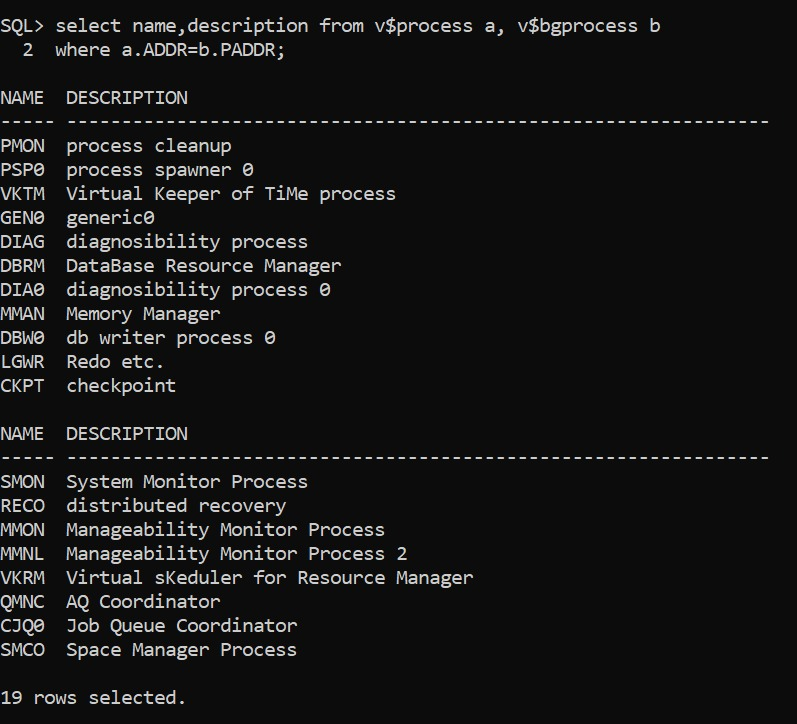 SQL> select name,description from v$process a, v$bgprocess b
  2  where a.ADDR=b.PADDR;

NAME  DESCRIPTION
----- ----------------------------------------------------------------
PMON  process cleanup
PSP0  process spawner 0
VKTM  Virtual Keeper of TiMe process
GEN0  generic0
DIAG  diagnosibility process
DBRM  DataBase Resource Manager
DIA0  diagnosibility process 0
MMAN  Memory Manager
DBW0  db writer process 0
LGWR  Redo etc.
CKPT  checkpoint

NAME  DESCRIPTION
----- ----------------------------------------------------------------
SMON  System Monitor Process
RECO  distributed recovery
MMON  Manageability Monitor Process
MMNL  Manageability Monitor Process 2
VKRM  Virtual sKeduler for Resource Manager
QMNC  AQ Coordinator
CJQ0  Job Queue Coordinator
SMCO  Space Manager Process

19 rows selected.